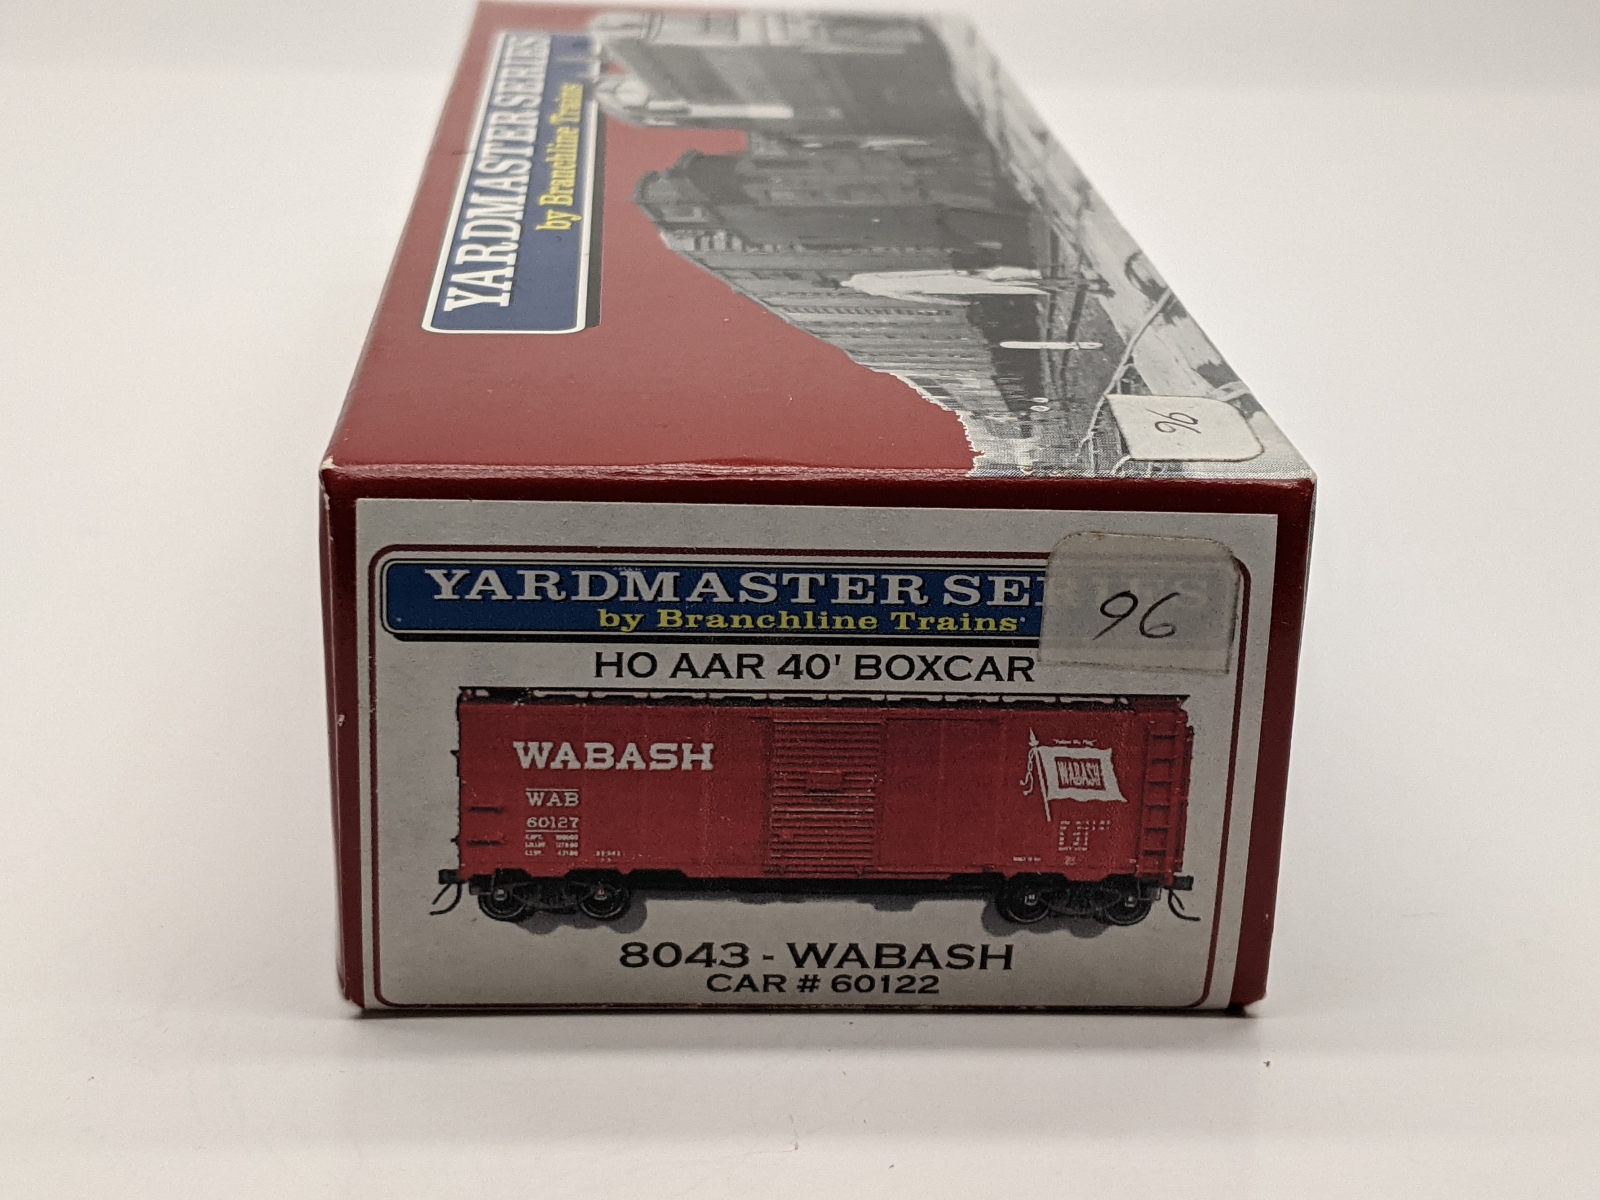 YARDMASTER SERIES
by Branchline Trains
96
YARDMASTER SERIES
by Branchline Trains
96
HO AAR 40' BOXCAR
WABASH
WAB
60127
WABASH
8043 - WABASH
CAR # 60122